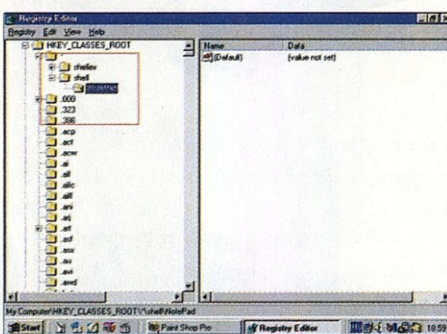 Registry Editor
Registry Edit View Help
HKEY_CLASSES_ROOT
shellex
shell
NotePad
.000
.323
.386
.acp
.act
.acw
.ai
.aif
.aifc
.aiff
.ani
.arj
.art
.asf
.asx
.au
.avi
.awd
Name Data
(Default) (value not set)
My Computer\HKEY_CLASSES_ROOT\*\shell\NotePad
Start Paint Shop Pro Registry Editor 18:59